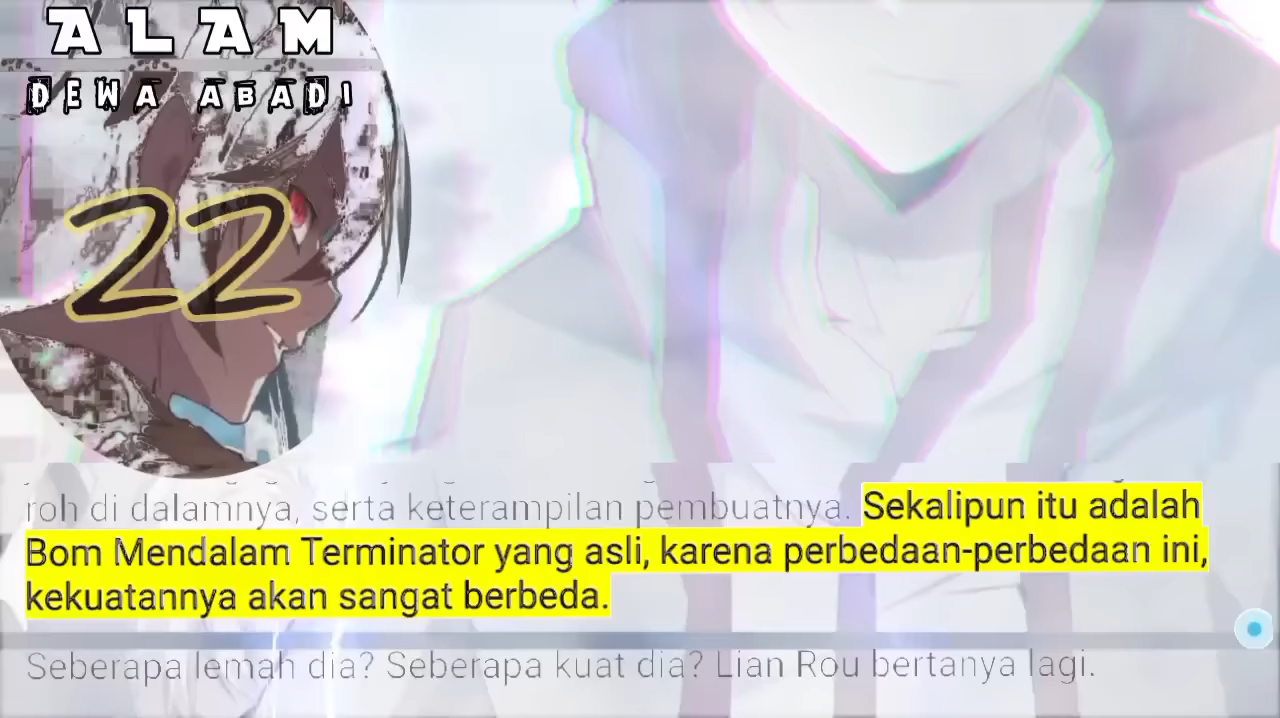 ALAM
DEWA ABADI
22
roh di dalamnya, serta keterampilan pembuatnya. Sekalipun itu adalah
Bom Mendalam Terminator yang asli, karena perbedaan-perbedaan ini,
kekuatannya akan sangat berbeda.
Seberapa lemah dia? Seberapa kuat dia? Lian Rou bertanya lagi.